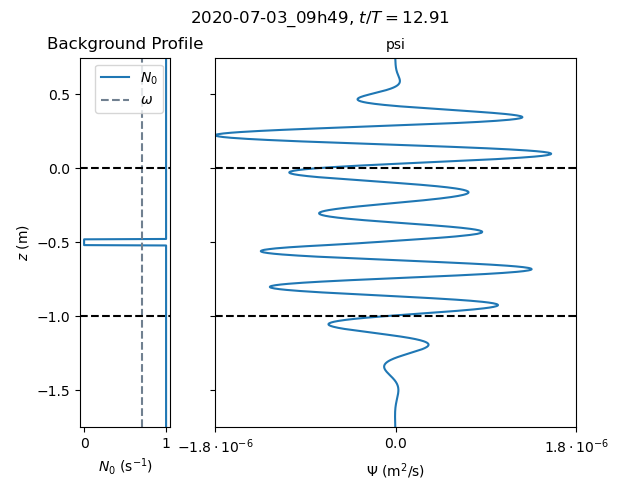 2020-07-03_09h49, t/T = 12.91
Background Profile
psi
N₀
ω
0.5
0.0
−0.5
−1.0
−1.5
z (m)
0
1
N₀ (s⁻¹)
−1.8 · 10⁻⁶
0.0
1.8 · 10⁻⁶
Ψ (m²/s)